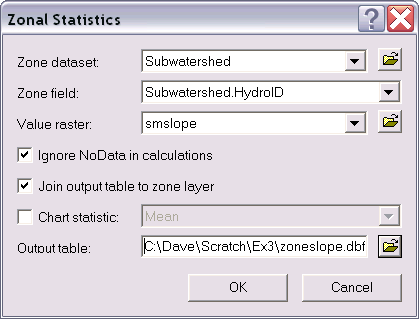 Zonal Statistics
Zone dataset: Subwatershed
Zone field: Subwatershed.HydroID
Value raster: smslope
Ignore NoData in calculations
Join output table to zone layer
Chart statistic: Mean
Output table: C:\Dave\Scratch\Ex3\zoneslope.dbf
OK Cancel